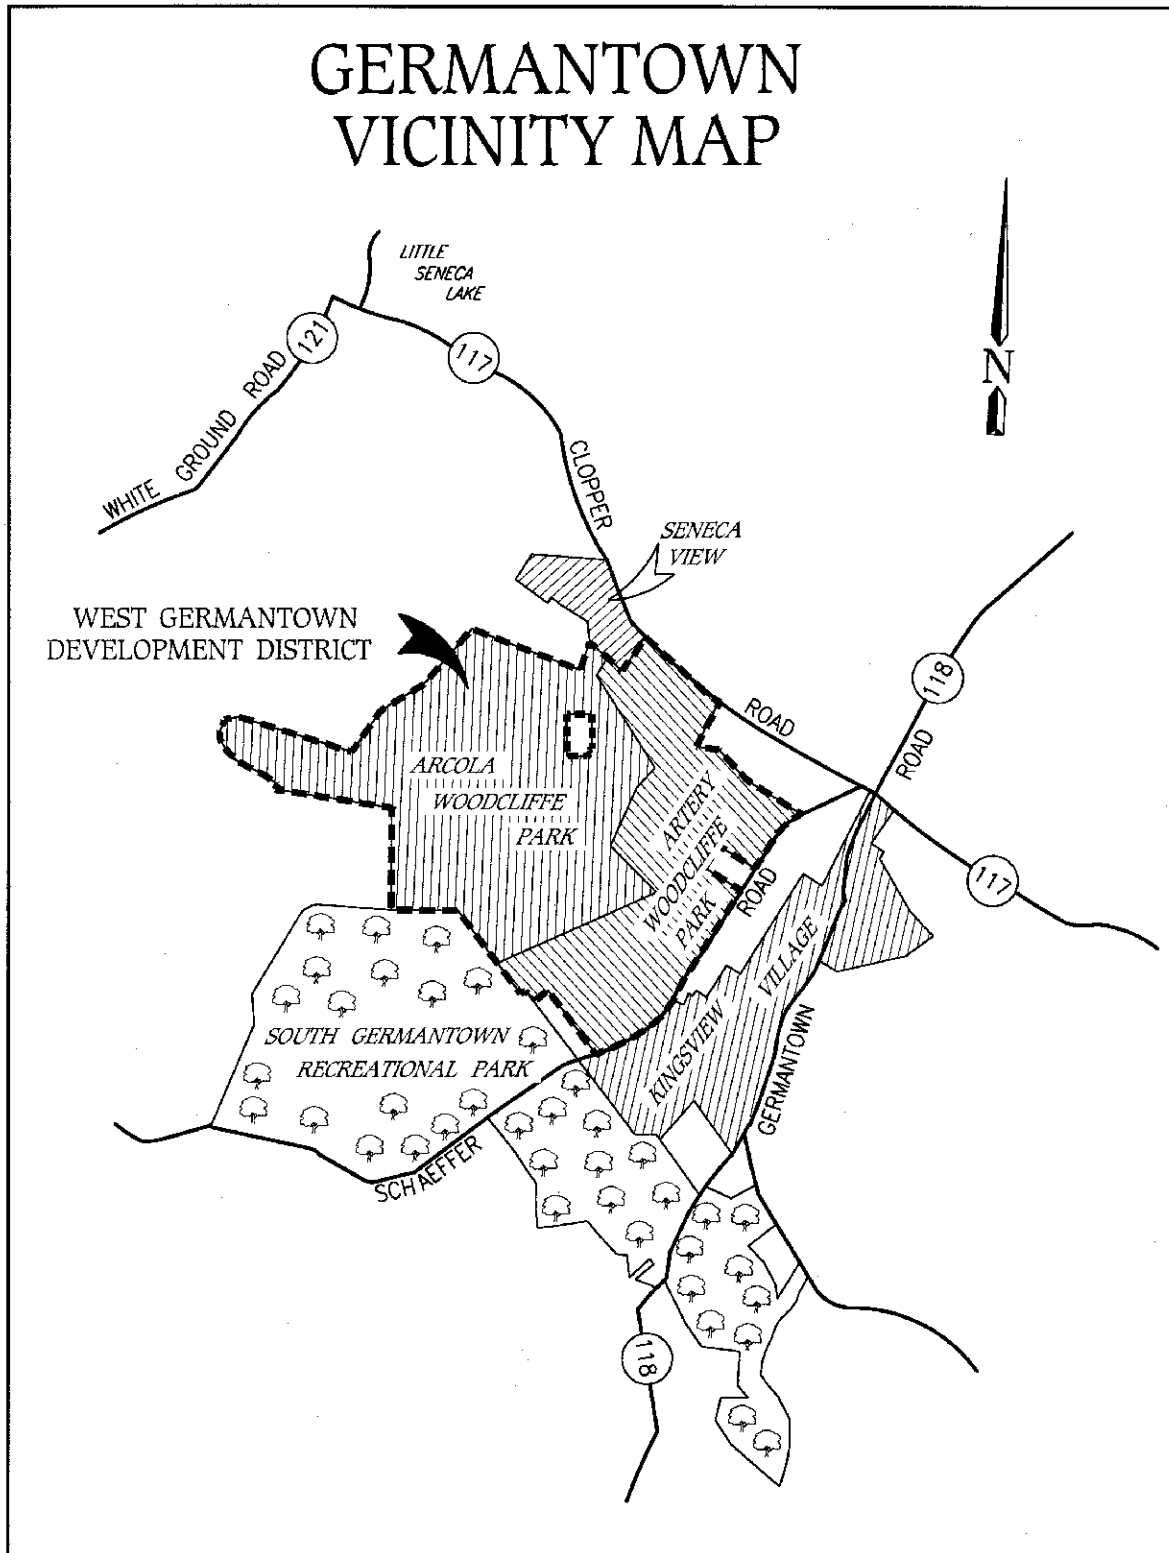 GERMANTOWN
VICINITY MAP
LITTLE
SENECA
LAKE
121
117
WHITE GROUND ROAD
N
CLOPPER
SENECA
VIEW
WEST GERMANTOWN
DEVELOPMENT DISTRICT
118
ROAD
ROAD
ARCOLA
WOODCLIFFE
PARK
ARTERY
WOODCLIFFE
PARK
ROAD
117
KINGSVIEW VILLAGE
SOUTH GERMANTOWN
RECREATIONAL PARK
GERMANTOWN
SCHAEFFER
118